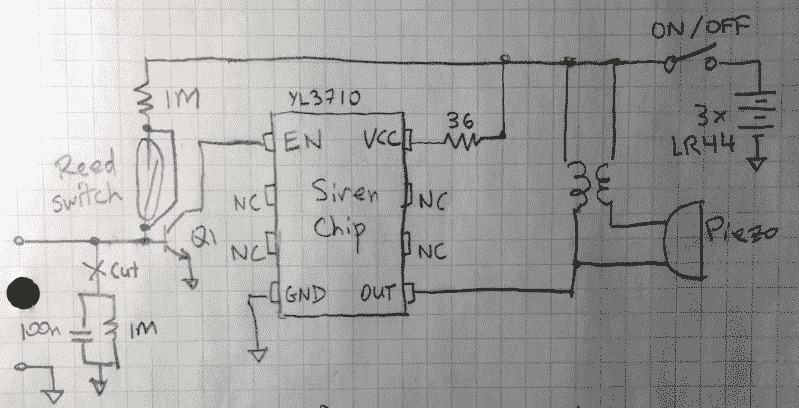 ON/OFF
1M
YL3710
36
3x
LR44
EN
VCC
Reed
switch
Siren
Chip
NC
NC
Q1
NC
NC
Piezo
Cut
GND
OUT
100n
1M